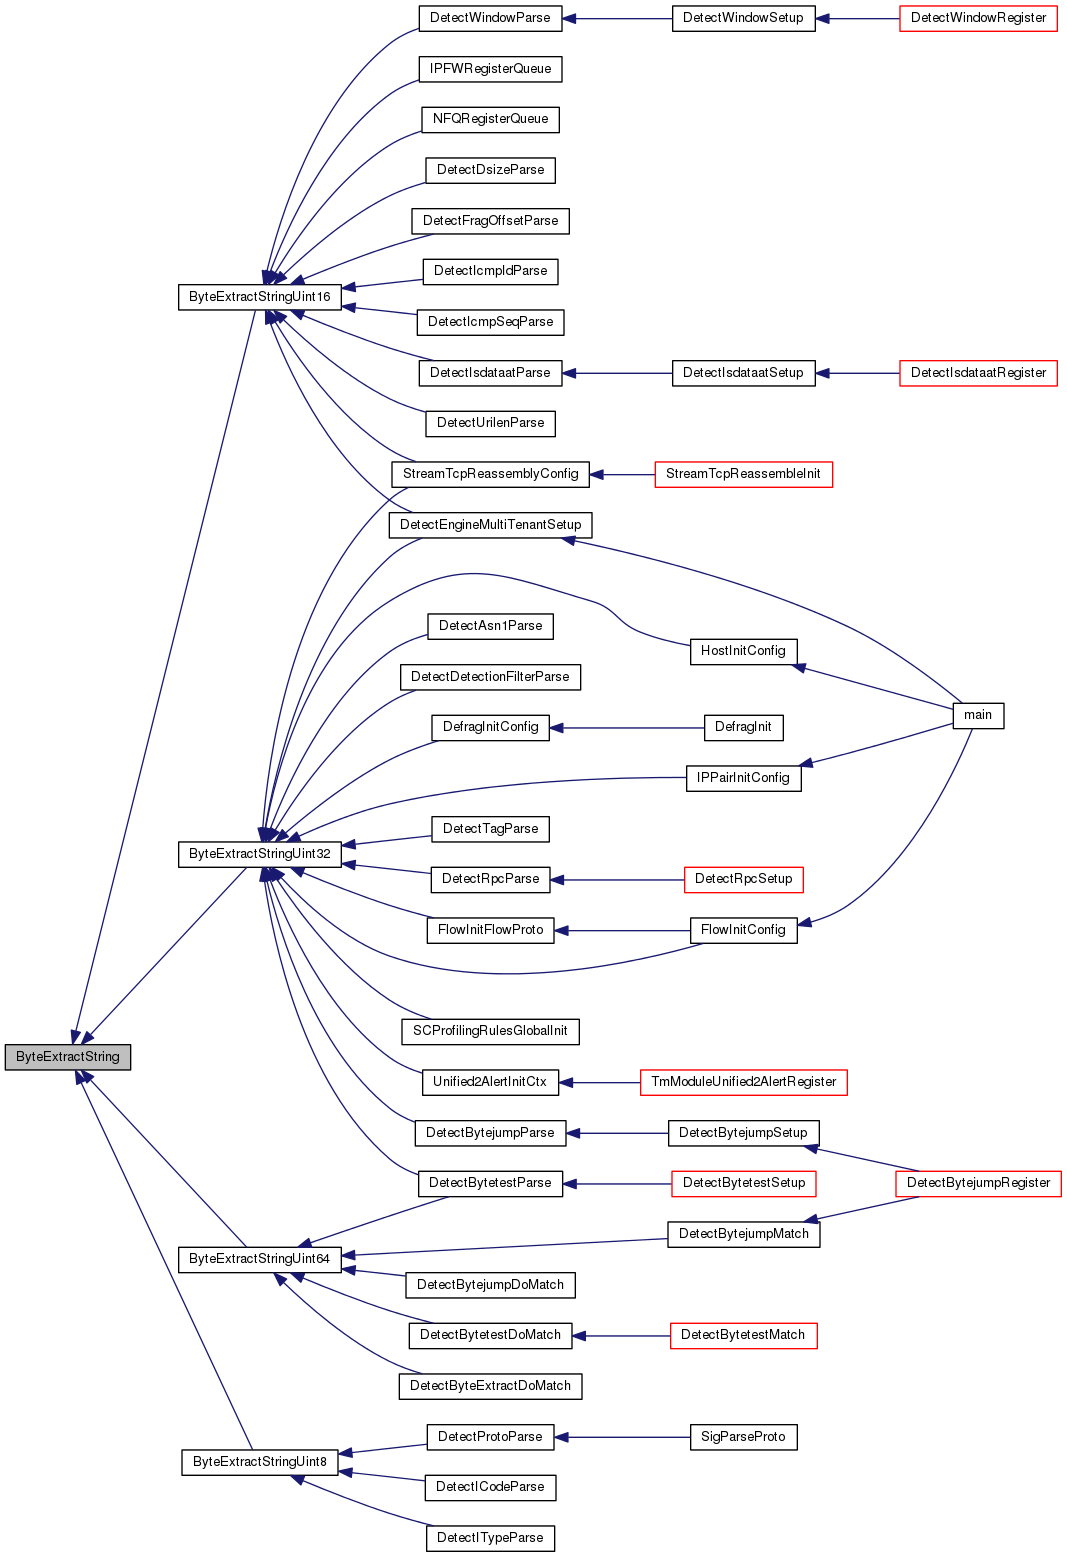 DetectWindowParse
DetectWindowSetup
DetectWindowRegister
IPFWRegisterQueue
NFQRegisterQueue
DetectDsizeParse
DetectFragOffsetParse
DetectIcmpIdParse
ByteExtractStringUint16
DetectIcmpSeqParse
DetectIsdataatParse
DetectIsdataatSetup
DetectIsdataatRegister
DetectUrilenParse
StreamTcpReassemblyConfig
StreamTcpReassembleInit
DetectEngineMultiTenantSetup
DetectAsn1Parse
HostInitConfig
DetectDetectionFilterParse
main
DefragInitConfig
DefragInit
IPPairInitConfig
DetectTagParse
ByteExtractStringUint32
DetectRpcParse
DetectRpcSetup
FlowInitFlowProto
FlowInitConfig
SCProfilingRulesGlobalInit
ByteExtractString
Unified2AlertInitCtx
TmModuleUnified2AlertRegister
DetectBytejumpParse
DetectBytejumpSetup
DetectBytetestParse
DetectBytetestSetup
DetectBytejumpRegister
DetectBytejumpMatch
ByteExtractStringUint64
DetectBytejumpDoMatch
DetectBytetestDoMatch
DetectBytetestMatch
DetectByteExtractDoMatch
DetectProtoParse
SigParseProto
ByteExtractStringUint8
DetectICodeParse
DetectITypeParse